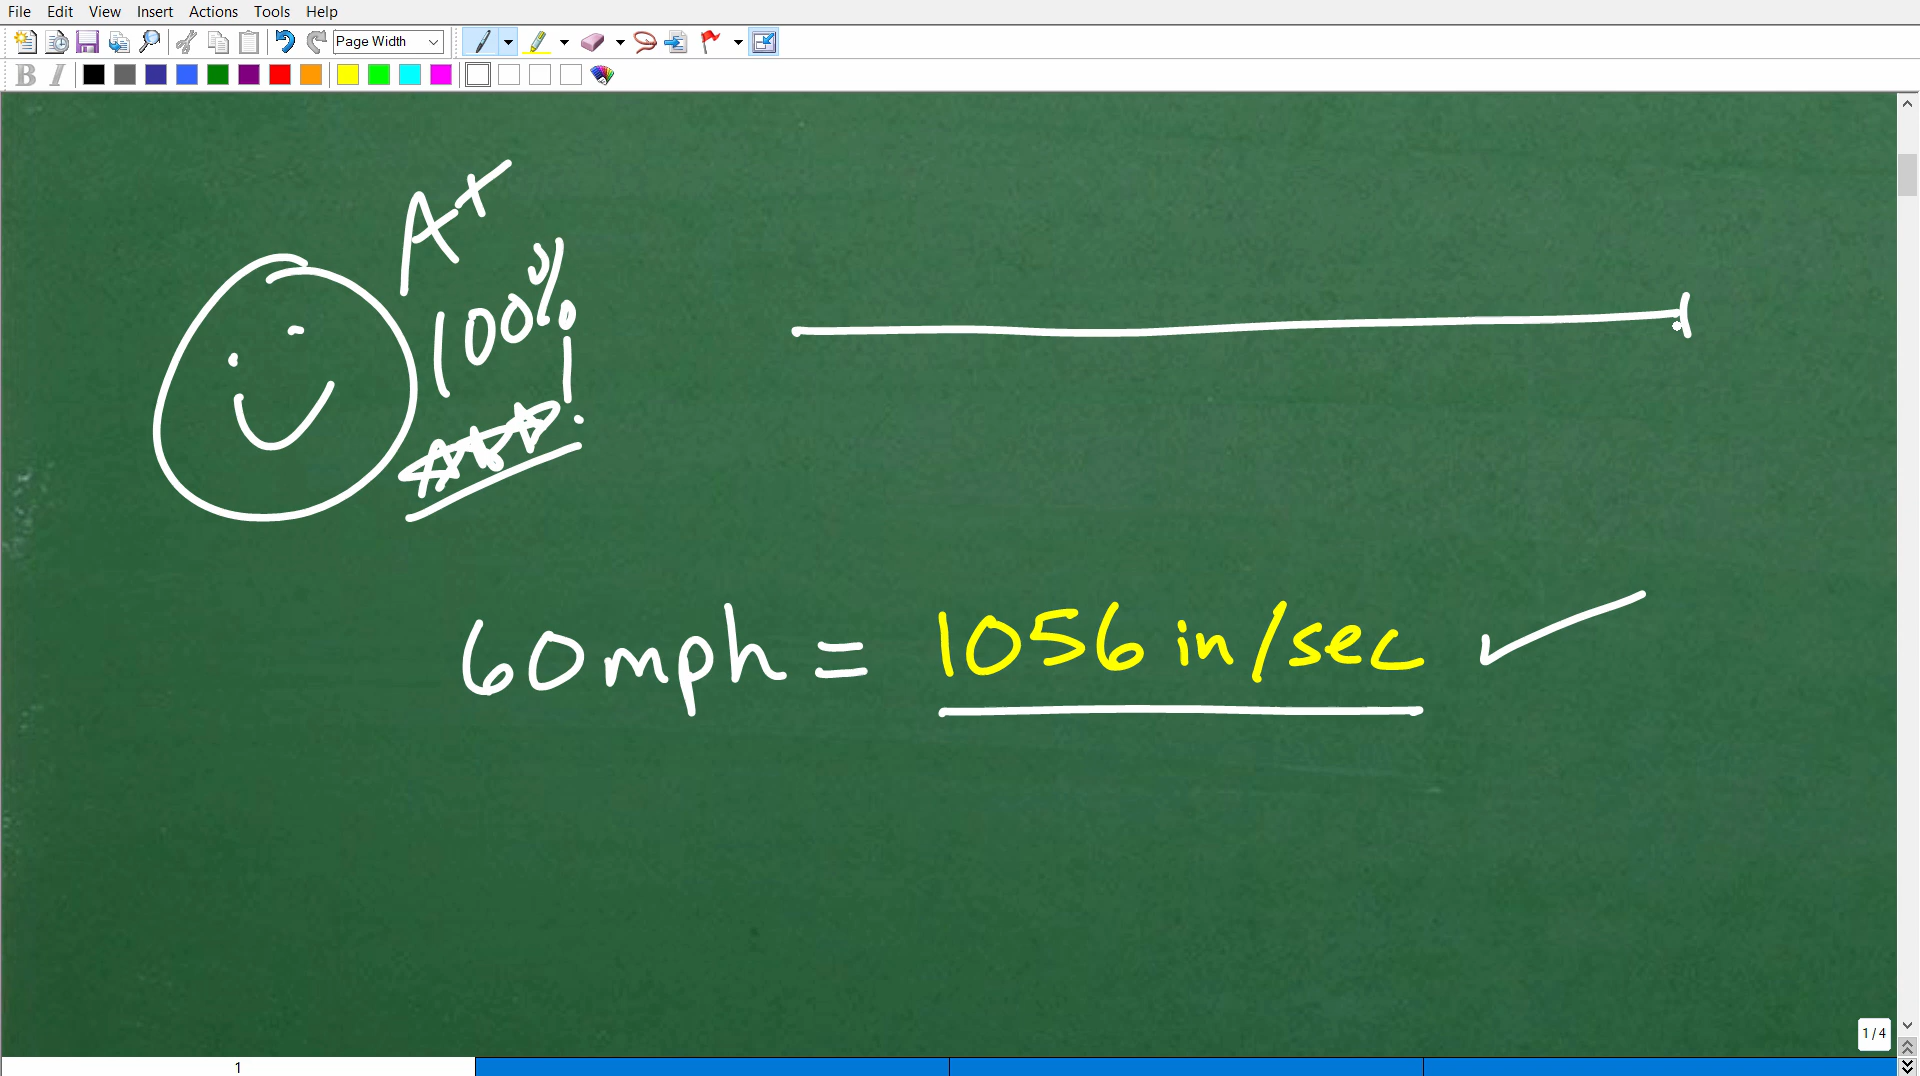 File Edit View Insert Actions Tools Help
Page Width
B I
A+
100%!
60mph = 1056 in/sec
1 / 4
1